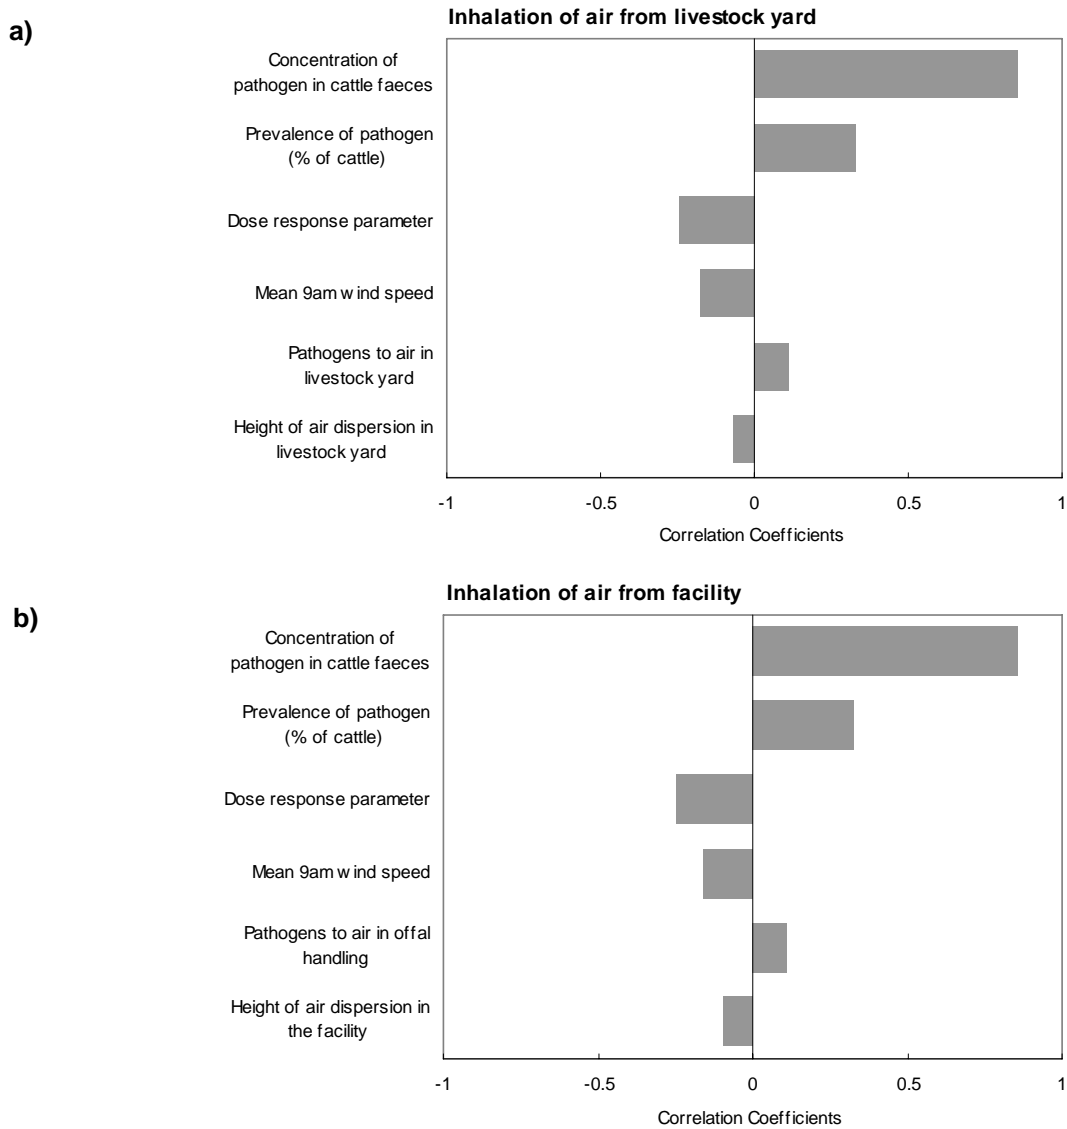 a)
Inhalation of air from livestock yard
Concentration of
pathogen in cattle faeces
Prevalence of pathogen
(% of cattle)
Dose response parameter
Mean 9am wind speed
Pathogens to air in
livestock yard
Height of air dispersion in
livestock yard
-1 -0.5 0 0.5 1
Correlation Coefficients
b)
Inhalation of air from facility
Concentration of
pathogen in cattle faeces
Prevalence of pathogen
(% of cattle)
Dose response parameter
Mean 9am wind speed
Pathogens to air in offal
handling
Height of air dispersion in
the facility
-1 -0.5 0 0.5 1
Correlation Coefficients